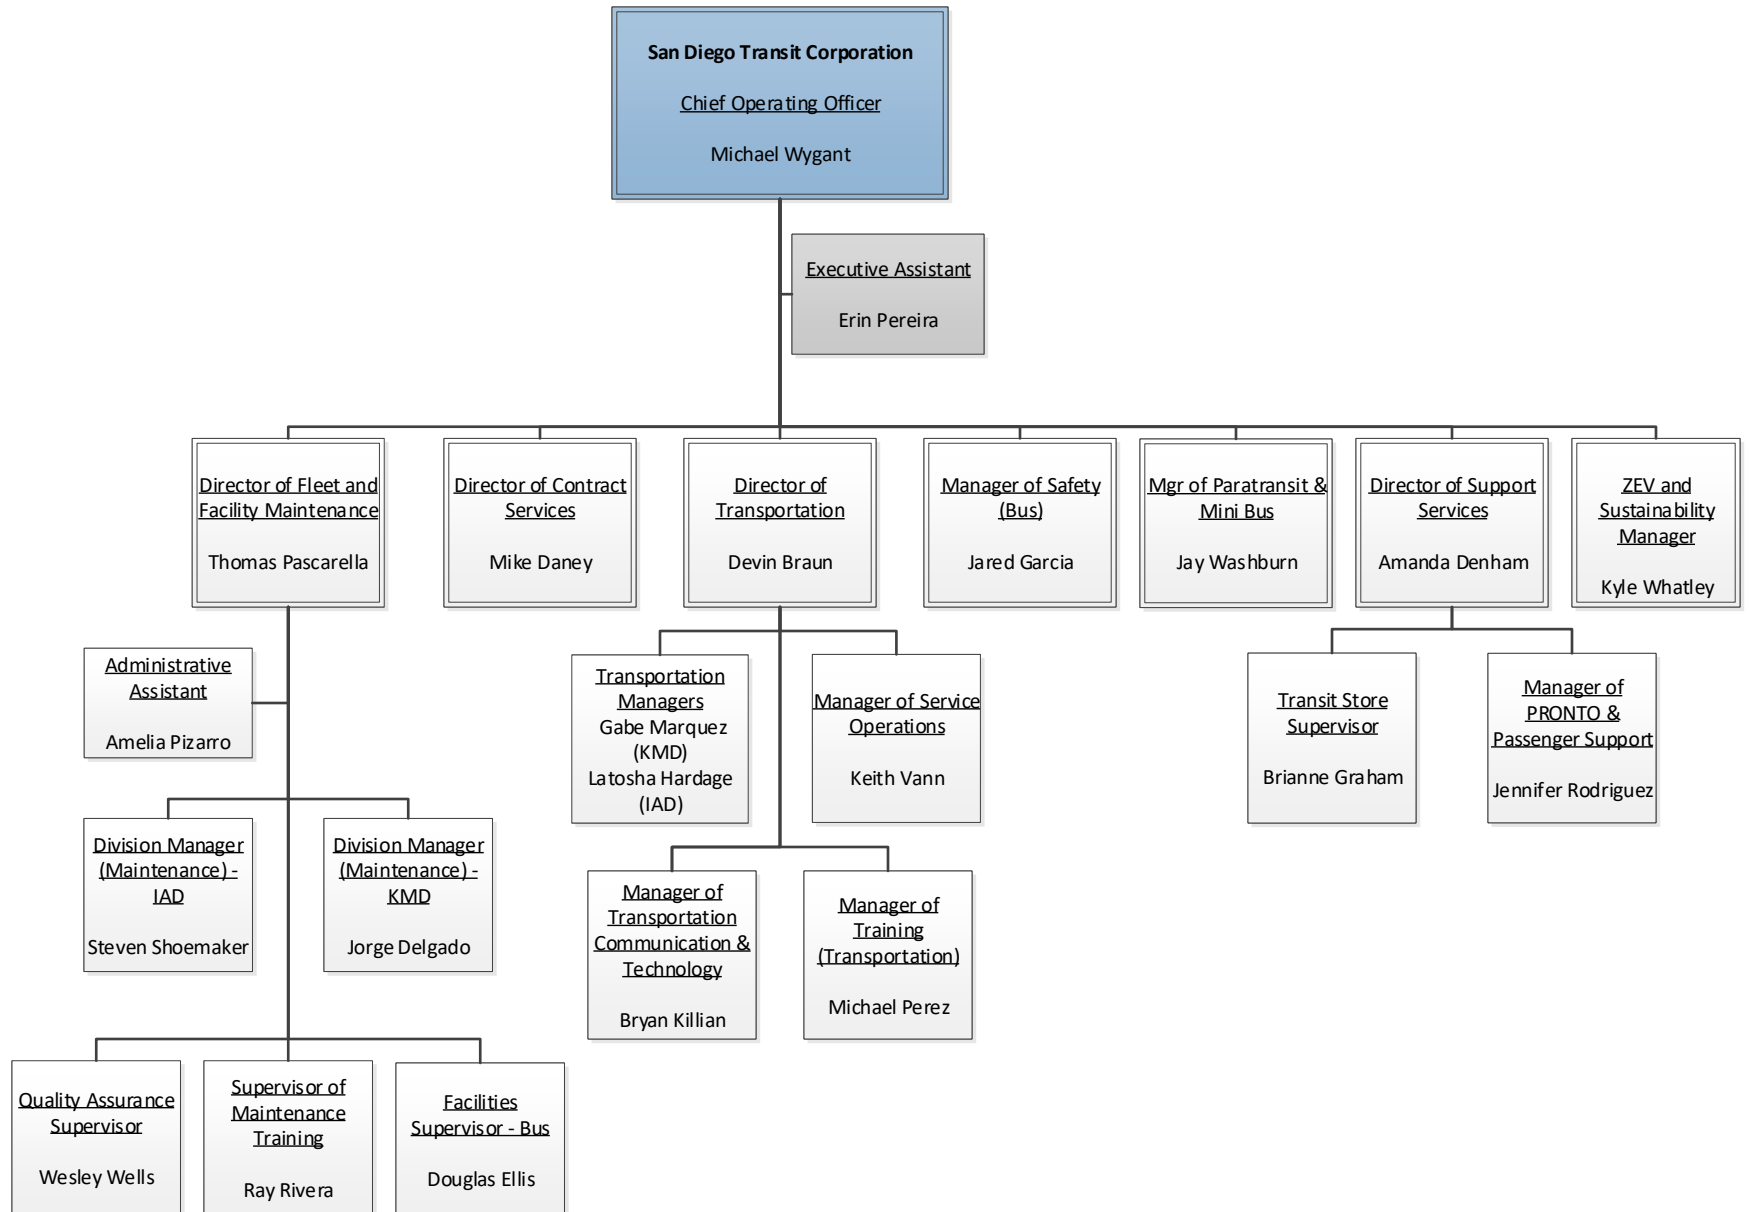 San Diego Transit Corporation
Chief Operating Officer
Michael Wygant
Executive Assistant
Erin Pereira
Director of Fleet and
Facility Maintenance
Thomas Pascarella
Director of Contract
Services
Mike Daney
Director of
Transportation
Devin Braun
Manager of Safety
(Bus)
Jared Garcia
Mgr of Paratransit &
Mini Bus
Jay Washburn
Director of Support
Services
Amanda Denham
ZEV and
Sustainability
Manager
Kyle Whatley
Administrative
Assistant
Amelia Pizarro
Transportation
Managers
Gabe Marquez
(KMD)
Latosha Hardage
(IAD)
Manager of Service
Operations
Keith Vann
Transit Store
Supervisor
Brianne Graham
Manager of
PRONTO &
Passenger Support
Jennifer Rodriguez
Division Manager
(Maintenance) -
IAD
Steven Shoemaker
Division Manager
(Maintenance) -
KMD
Jorge Delgado
Manager of
Transportation
Communication &
Technology
Bryan Killian
Manager of
Training
(Transportation)
Michael Perez
Quality Assurance
Supervisor
Wesley Wells
Supervisor of
Maintenance
Training
Ray Rivera
Facilities
Supervisor - Bus
Douglas Ellis